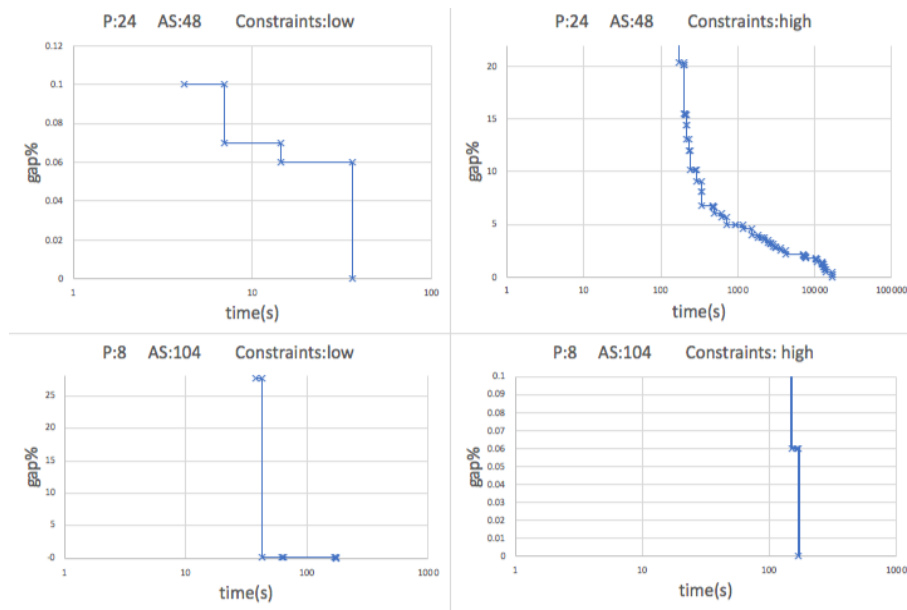 P:24 AS:48 Constraints:low
0.12
0.1
0.08
0.06
0.04
0.02
0
gap%
1 10 100
time(s)
P:24 AS:48 Constraints:high
20
15
10
5
0
gap%
1 10 100 1000 10000 100000
time(s)
P:8 AS:104 Constraints:low
25
20
15
10
5
-0
gap%
1 10 100 1000
time(s)
P:8 AS:104 Constraints: high
0.1
0.09
0.08
0.07
0.06
0.05
0.04
0.03
0.02
0.01
0
gap%
1 10 100 1000
time(s)